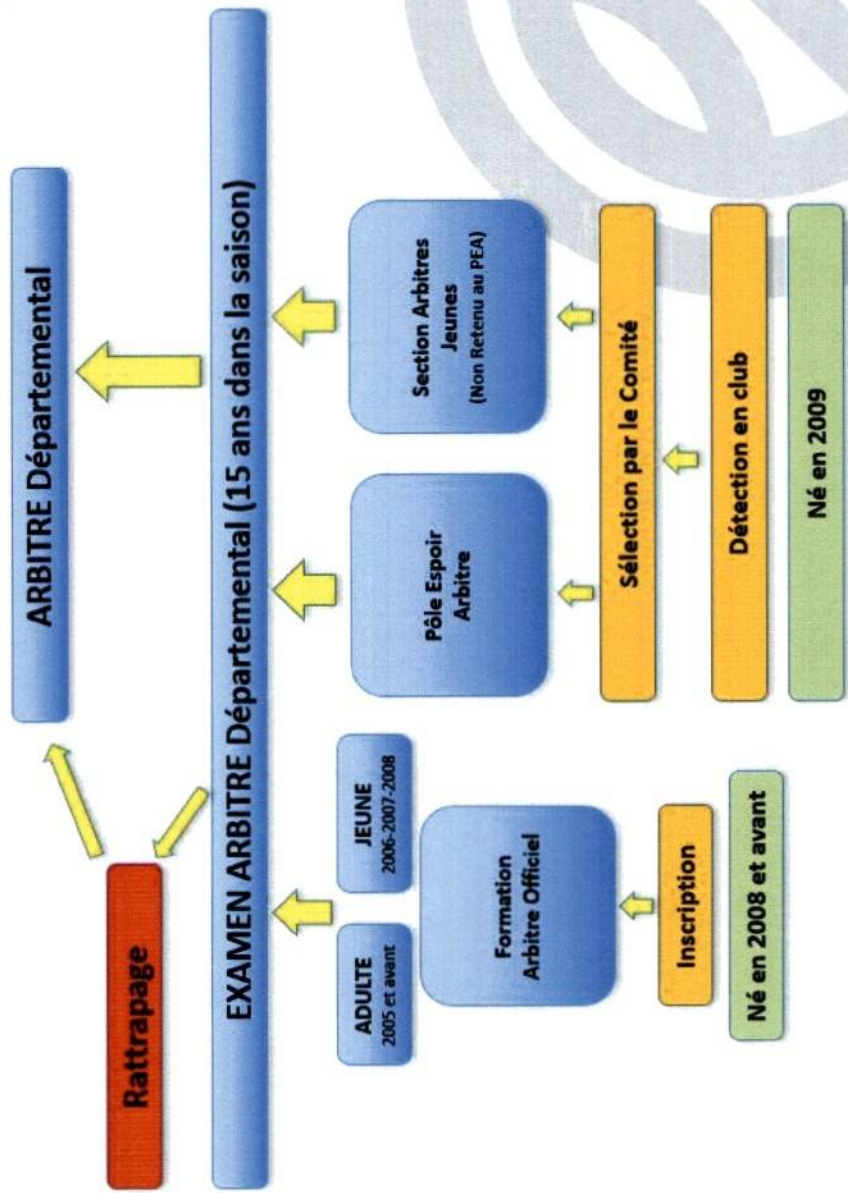 ARBITRE Départemental
Rattrapage
EXAMEN ARBITRE Départemental (15 ans dans la saison)
ADULTE
2005 et avant
JEUNE
2006-2007-2008
Formation
Arbitre Officiel
Inscription
Né en 2008 et avant
Pôle Espoir
Arbitre
Section Arbitres
Jeunes
(Non Retenu au PEA)
Sélection par le Comité
Détection en club
Né en 2009